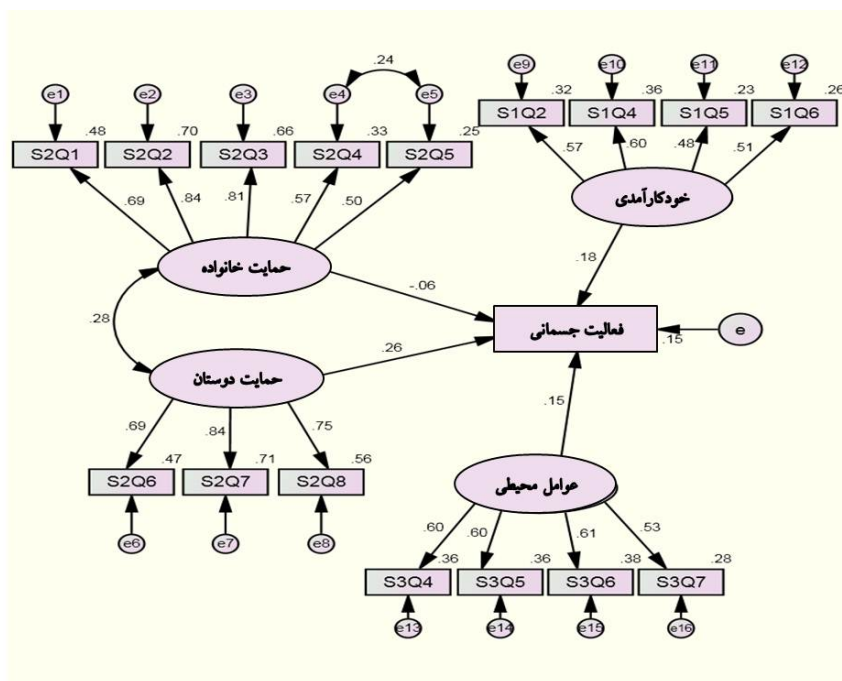 .24
e1 e2 e3 e4 e5
.48 .70 .66 .33 .25
S2Q1 S2Q2 S2Q3 S2Q4 S2Q5
.69 .84 .81 .57 .50
حمایت خانواده
e9 e10 e11 e12
.32 .36 .23 .26
S1Q2 S1Q4 S1Q5 S1Q6
.57 .60 .48 .51
خودکارآمدی
.18
-.06
.28
فعالیت جسمانی
e
.15
.26
حمایت دوستان
.69 .84 .75
.47 .71 .56
S2Q6 S2Q7 S2Q8
e6 e7 e8
.15
عوامل محیطی
.60 .60 .61 .53
.36 .36 .38 .28
S3Q4 S3Q5 S3Q6 S3Q7
e13 e14 e15 e16